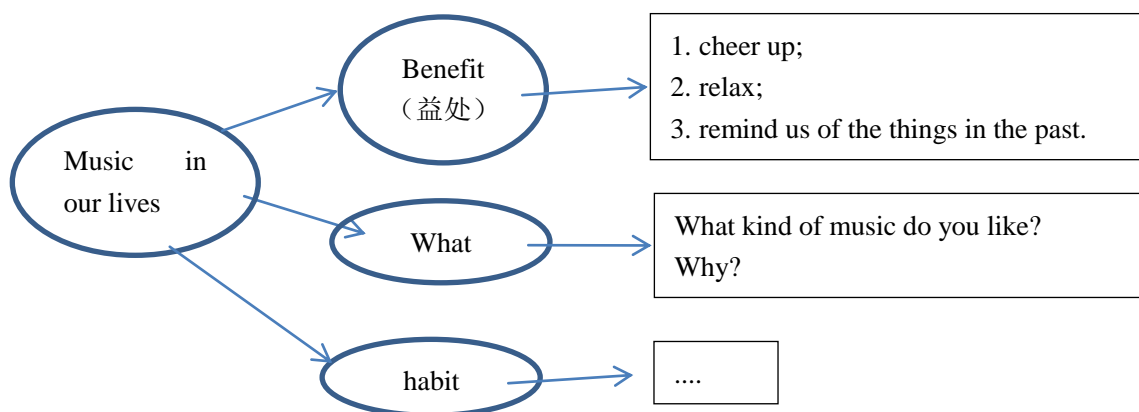 Music in
our lives
Benefit
（益处）
1. cheer up;
2. relax;
3. remind us of the things in the past.
What
What kind of music do you like?
Why?
habit
....